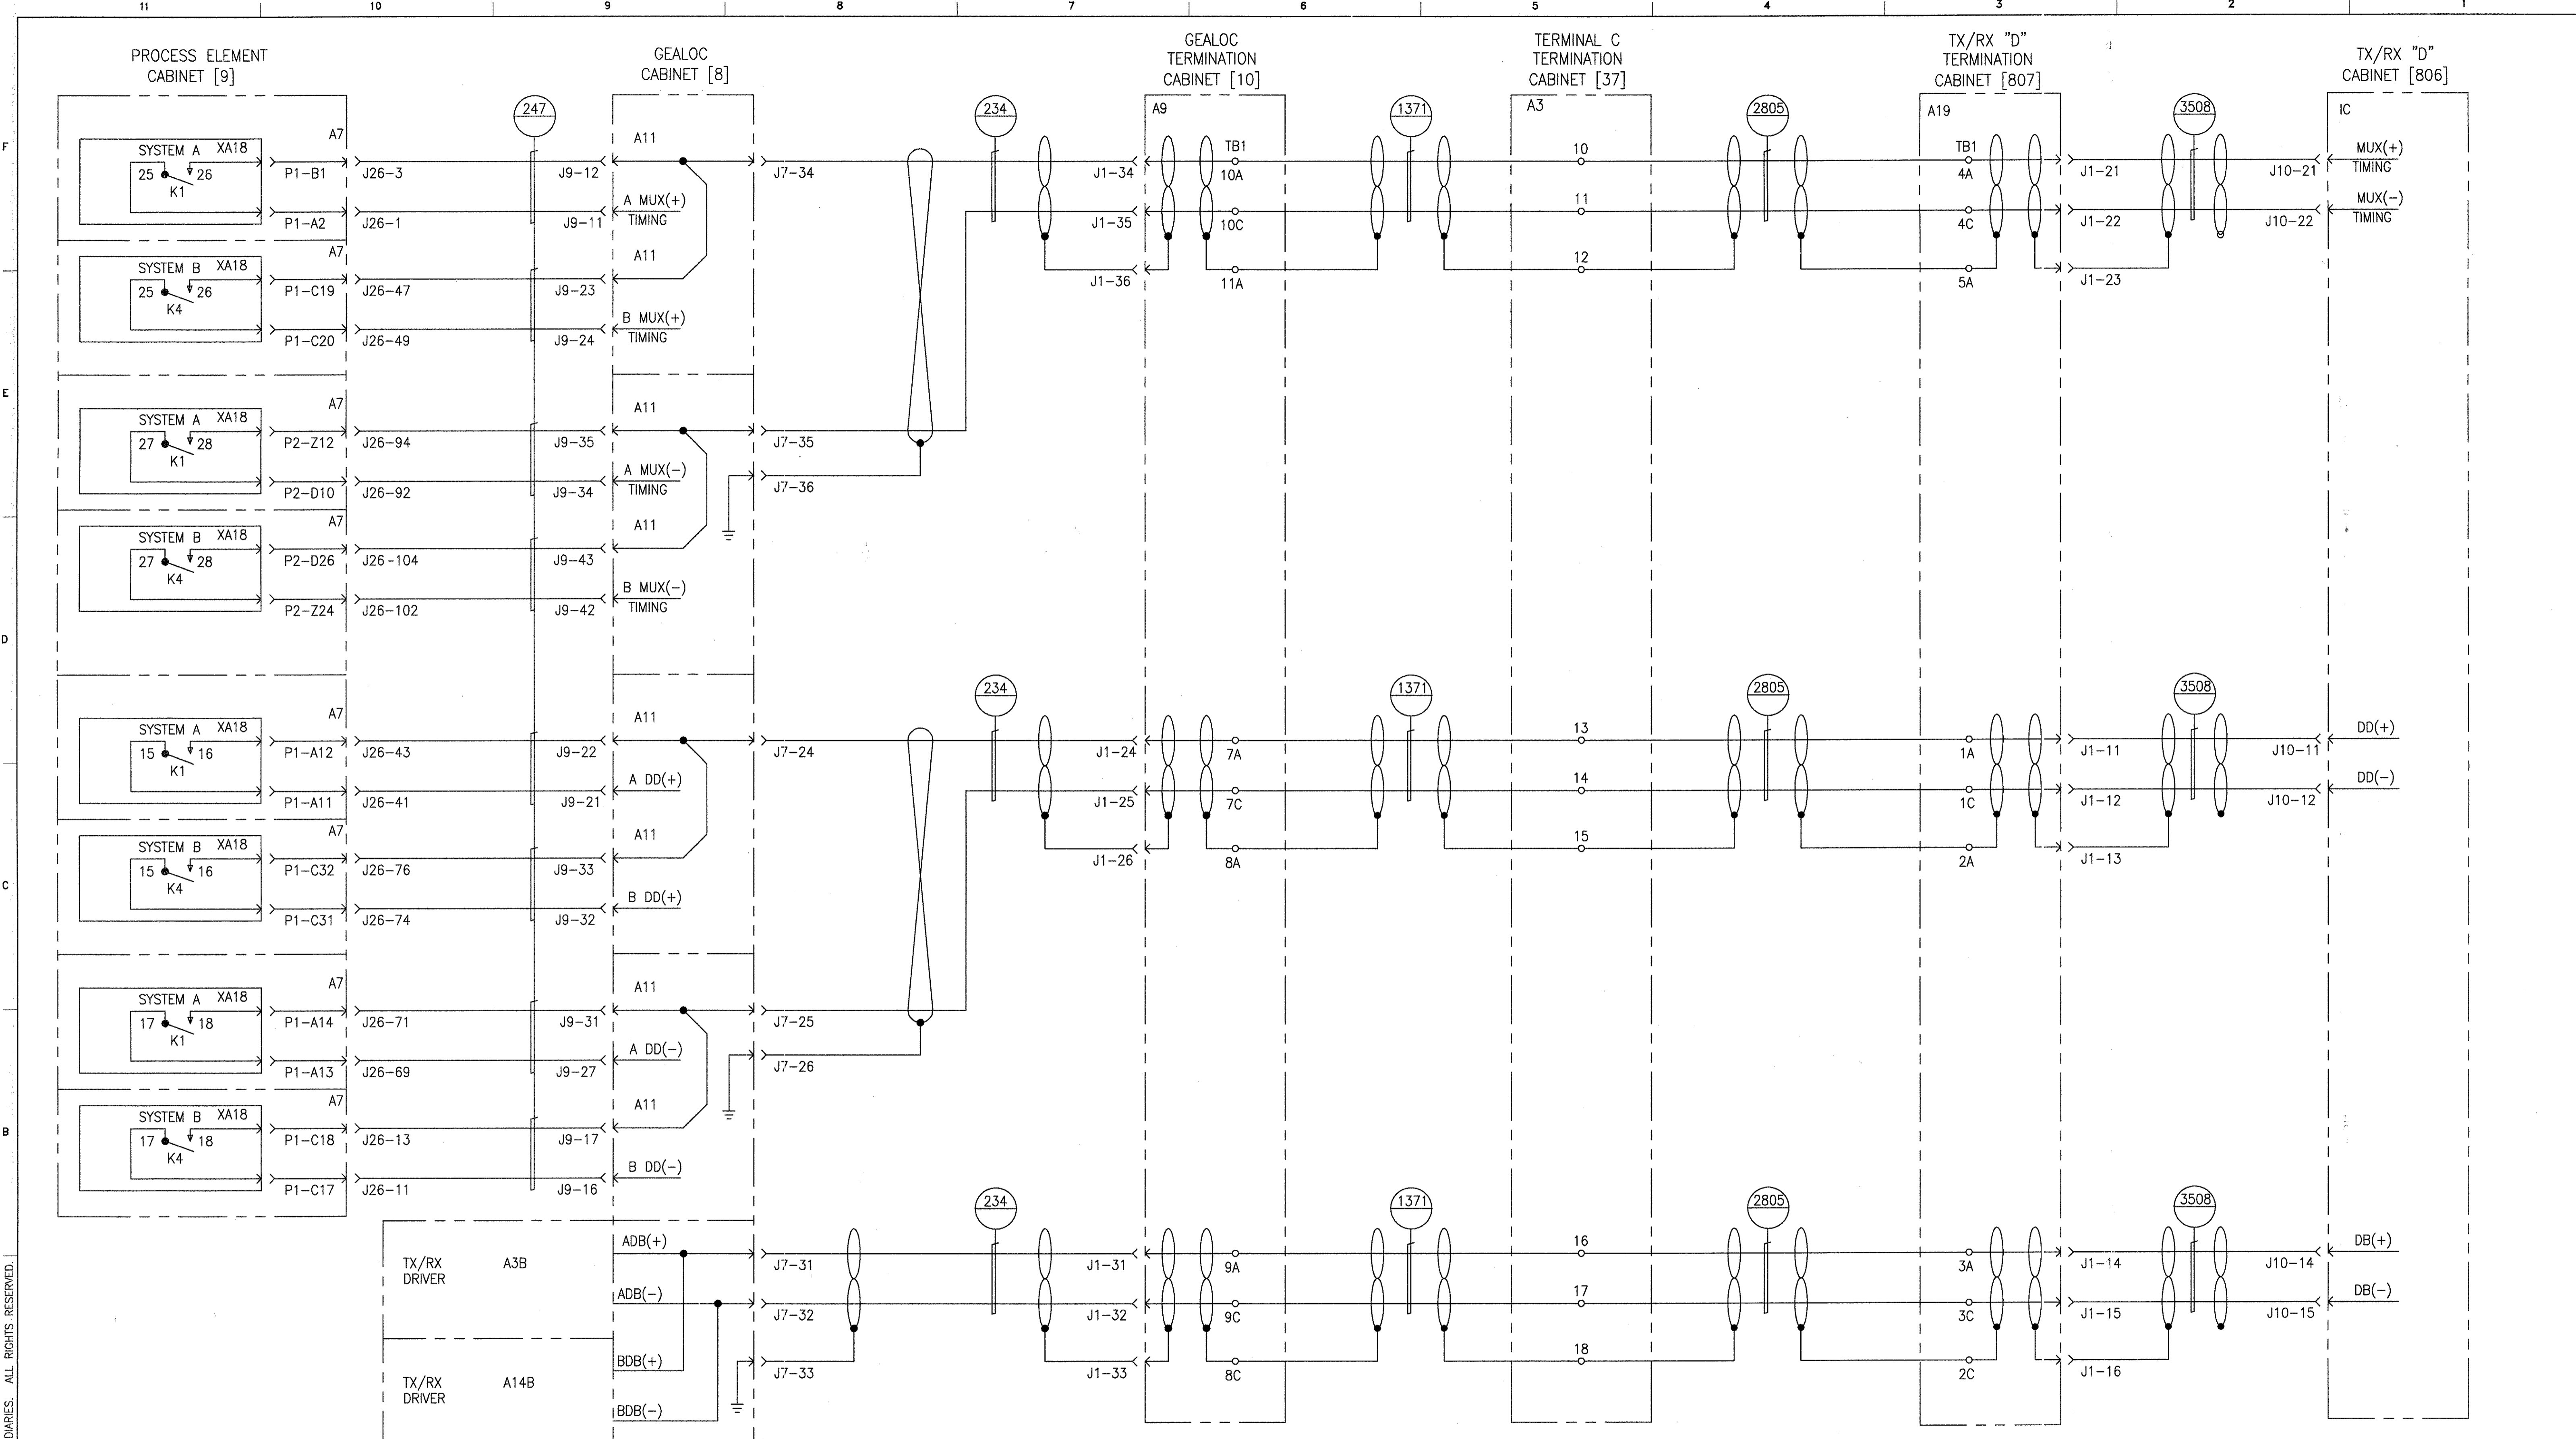 11 10 9 8 7 6 5 4 3 2 1
PROCESS ELEMENT
CABINET [9]
GEALOC
CABINET [8]
GEALOC
TERMINATION
CABINET [10]
TERMINAL C
TERMINATION
CABINET [37]
TX/RX "D"
TERMINATION
CABINET [807]
TX/RX "D"
CABINET [806]
247
234
1371
2805
3508
A9
A3
A19
IC
F
A7
SYSTEM A XA18
25 26
K1
P1-B1
J26-3
J9-12
A11
J7-34
J1-34
TB1
10A
10
TB1
4A
J1-21
J10-21
MUX(+)
TIMING
P1-A2
J26-1
J9-11
A MUX(+)
TIMING
J1-35
10C
11
4C
J1-22
J10-22
MUX(-)
TIMING
A7
SYSTEM B XA18
25 26
K4
P1-C19
J26-47
J9-23
A11
J1-36
11A
12
5A
J1-23
P1-C20
J26-49
J9-24
B MUX(+)
TIMING
E
A7
SYSTEM A XA18
27 28
K1
P2-Z12
J26-94
J9-35
A11
J7-35
P2-D10
J26-92
J9-34
A MUX(-)
TIMING
J7-36
A7
SYSTEM B XA18
27 28
K4
P2-D26
J26-104
J9-43
A11
P2-Z24
J26-102
J9-42
B MUX(-)
TIMING
D
234
1371
2805
3508
A7
SYSTEM A XA18
15 16
K1
P1-A12
J26-43
J9-22
A11
J7-24
J1-24
7A
13
1A
J1-11
J10-11
DD(+)
P1-A11
J26-41
J9-21
A DD(+)
J1-25
7C
14
1C
J1-12
J10-12
DD(-)
A7
SYSTEM B XA18
15 16
K4
P1-C32
J26-76
J9-33
A11
J1-26
8A
15
2A
J1-13
C
P1-C31
J26-74
J9-32
B DD(+)
A7
SYSTEM A XA18
17 18
K1
P1-A14
J26-71
J9-31
A11
J7-25
P1-A13
J26-69
J9-27
A DD(-)
J7-26
A7
SYSTEM B XA18
17 18
K4
P1-C18
J26-13
J9-17
A11
B
P1-C17
J26-11
J9-16
B DD(-)
234
1371
2805
3508
TX/RX
DRIVER
A3B
ADB(+)
J7-31
J1-31
9A
16
3A
J1-14
J10-14
DB(+)
ADB(-)
J7-32
J1-32
9C
17
3C
J1-15
J10-15
DB(-)
TX/RX
DRIVER
A14B
BDB(+)
J7-33
J1-33
8C
18
2C
J1-16
BDB(-)
DIARIES. ALL RIGHTS RESERVED.